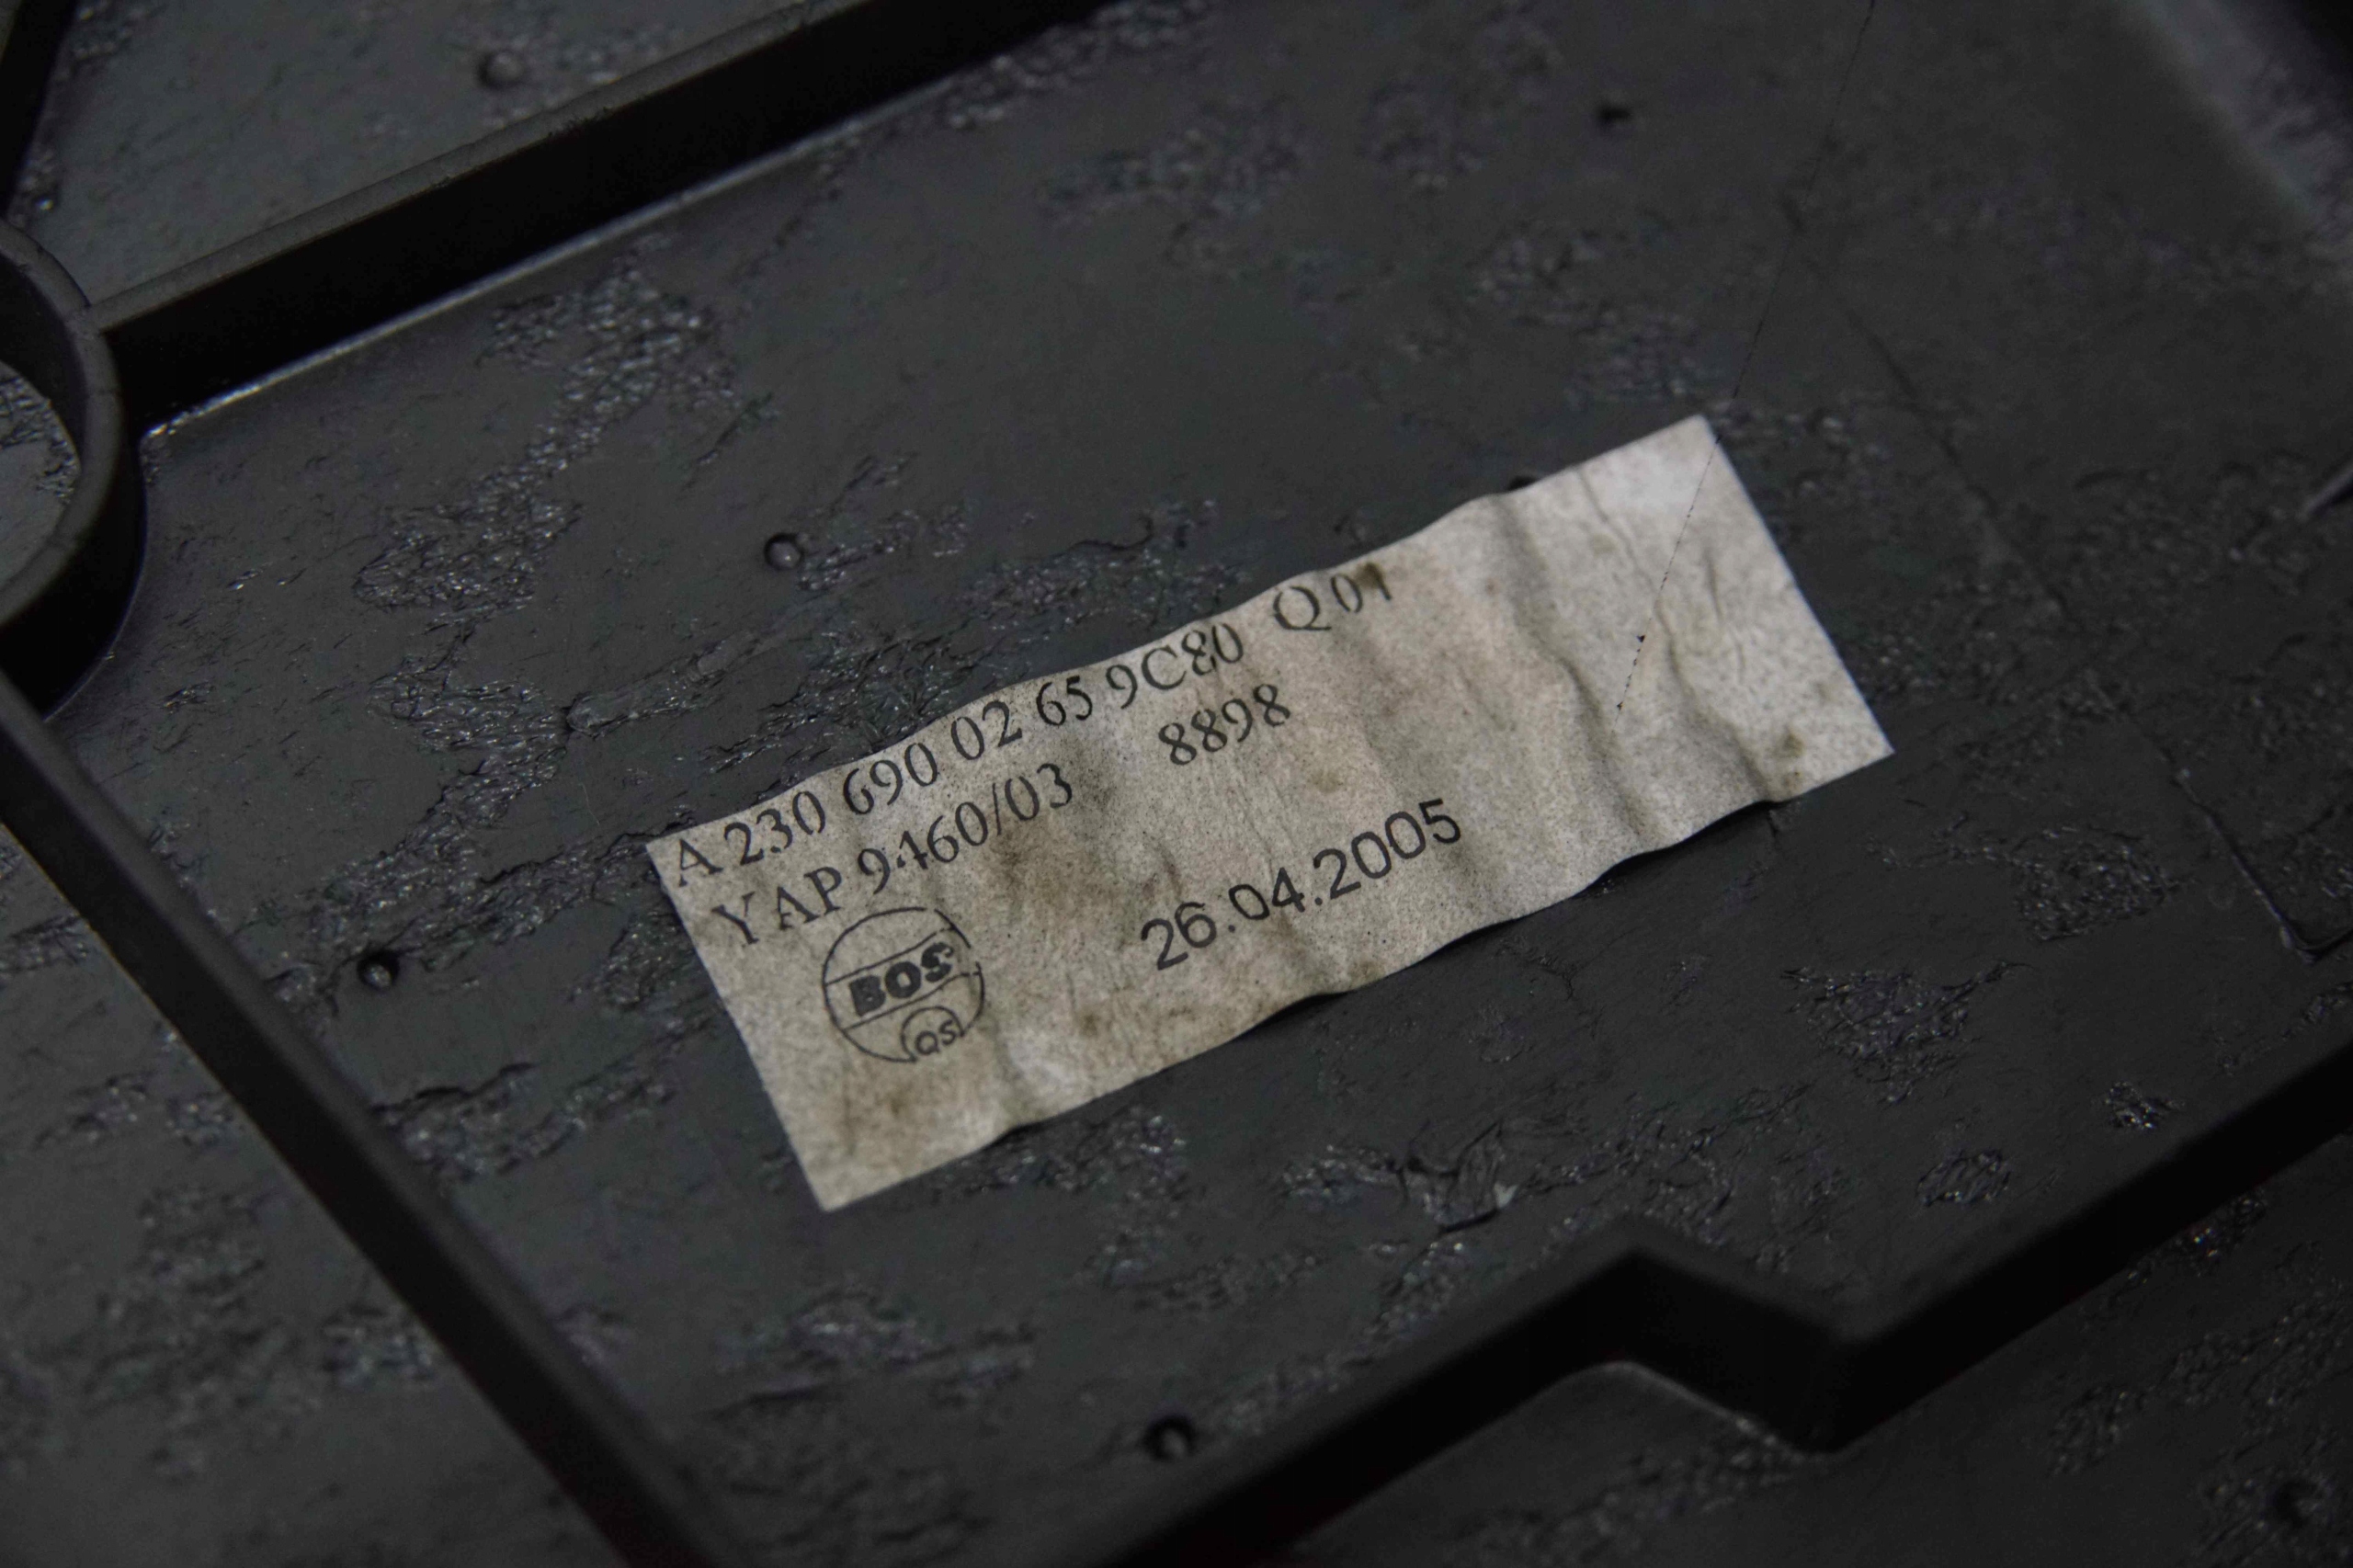 A 230 690 02 65 9C80 Q01
YAP 9460/03 8898
BOS
QS
26.04.2005